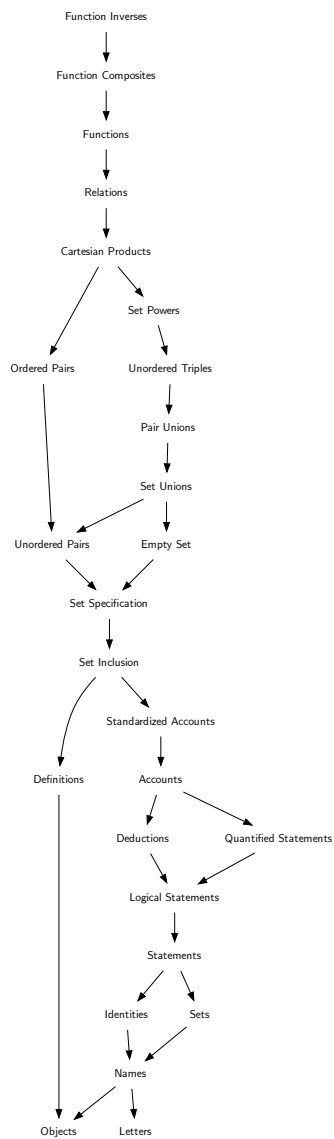 Function Inverses
Function Composites
Functions
Relations
Cartesian Products
Set Powers
Ordered Pairs
Unordered Triples
Pair Unions
Set Unions
Unordered Pairs
Empty Set
Set Specification
Set Inclusion
Standardized Accounts
Definitions
Accounts
Deductions
Quantified Statements
Logical Statements
Statements
Identities
Sets
Names
Objects
Letters